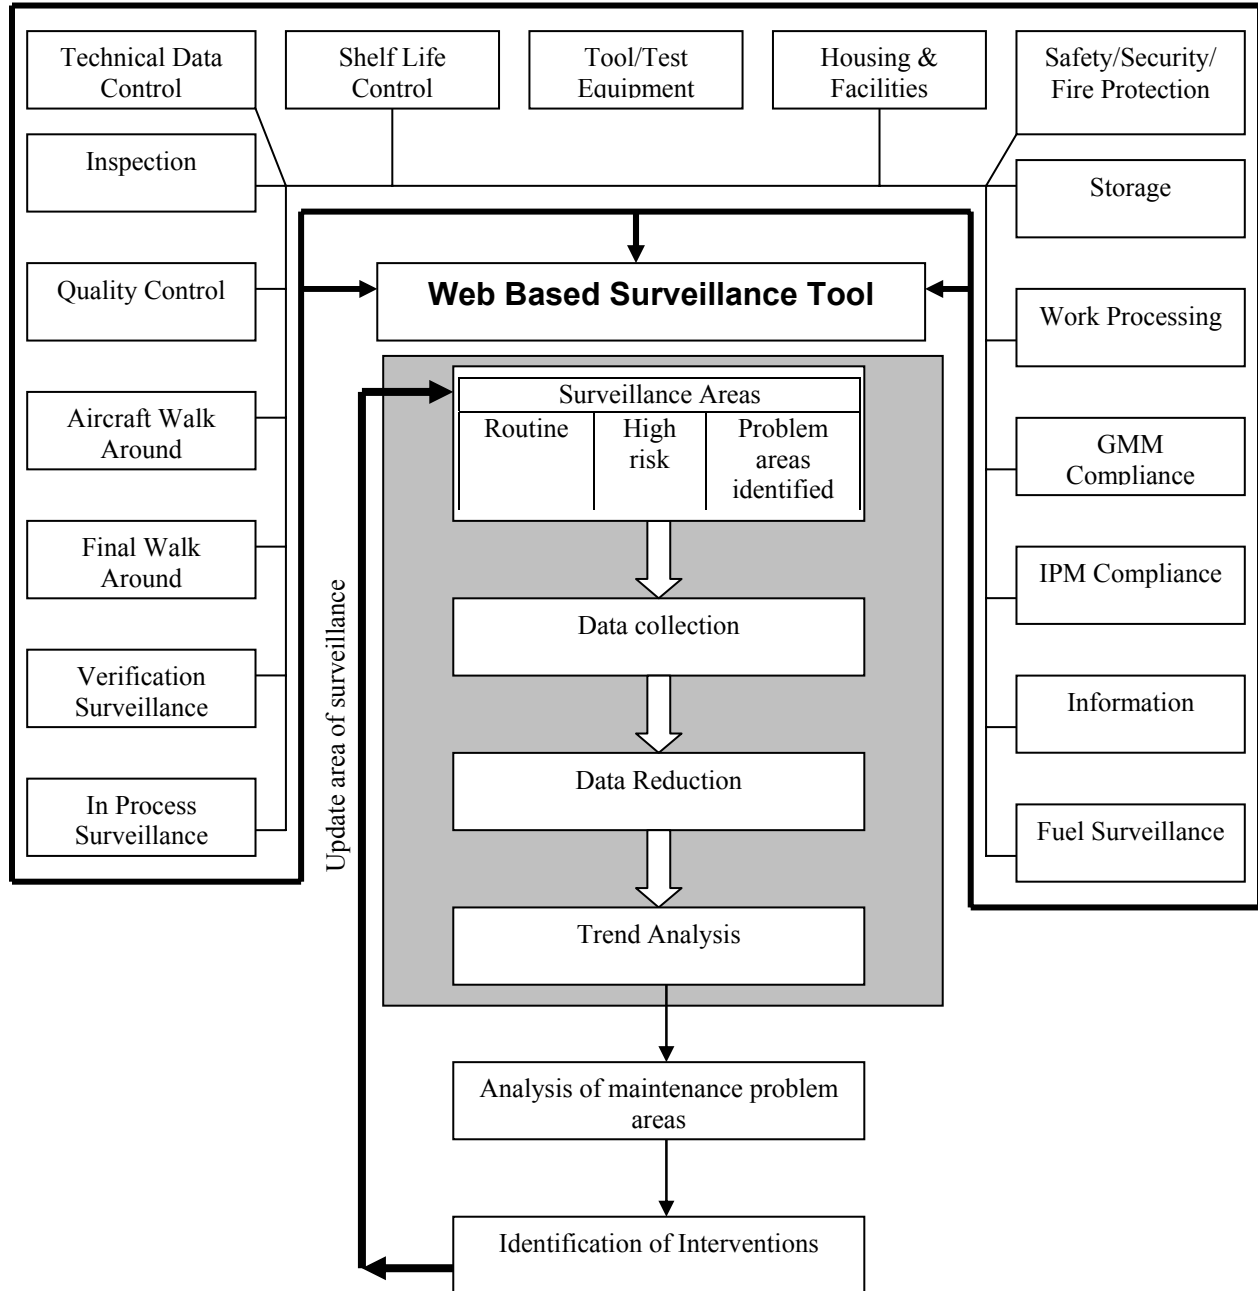 Technical Data
Control
Shelf Life
Control
Tool/Test
Equipment
Housing &
Facilities
Safety/Security/
Fire Protection
Inspection
Storage
Web Based Surveillance Tool
Quality Control
Work Processing
Surveillance Areas
Routine
High
risk
Problem
areas
identified
Aircraft Walk
Around
GMM
Compliance
Final Walk
Around
IPM Compliance
Data collection
Update area of surveillance
Verification
Surveillance
Information
Data Reduction
In Process
Surveillance
Fuel Surveillance
Trend Analysis
Analysis of maintenance problem
areas
Identification of Interventions